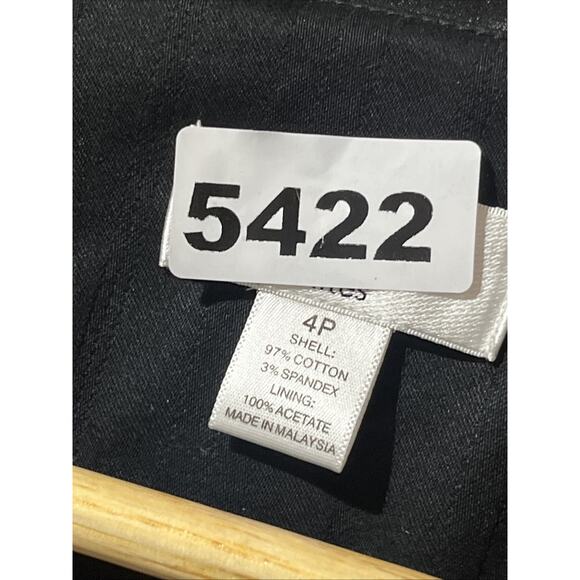 5422
4P
SHELL:
97% COTTON
3% SPANDEX
LINING:
100% ACETATE
MADE IN MALAYSIA